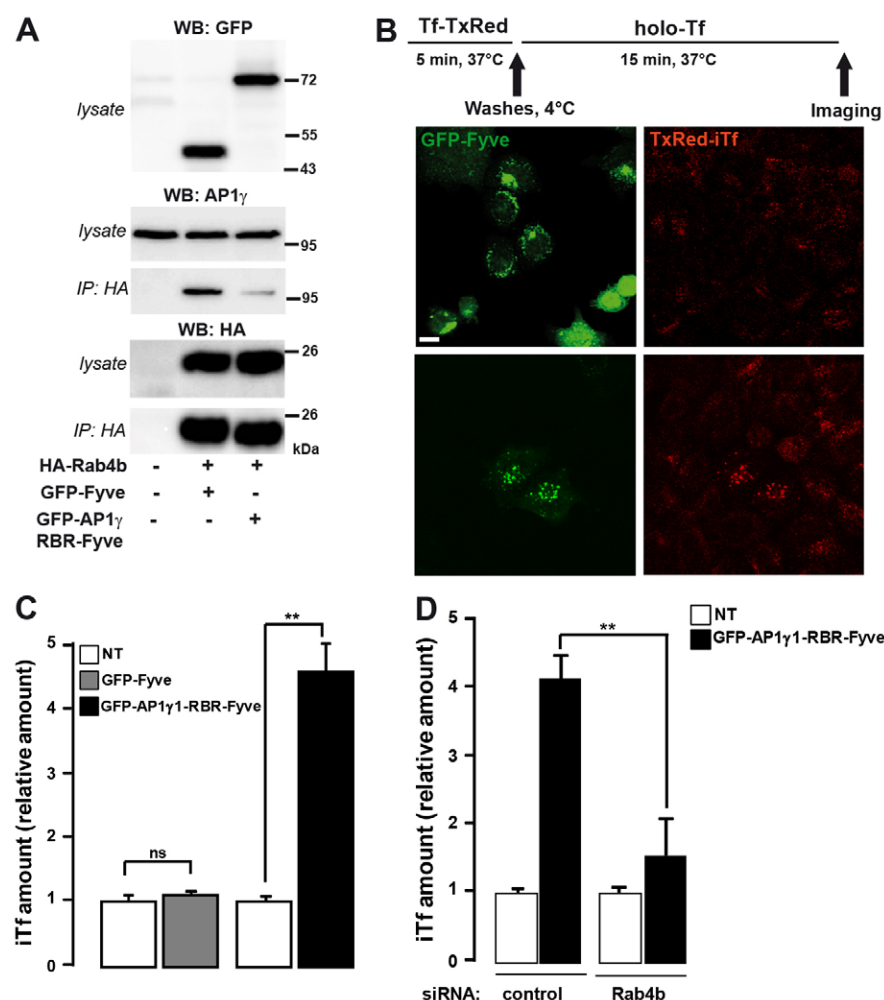 A
WB: GFP
lysate
72
55
43
WB: AP1γ
lysate
95
IP: HA
95
WB: HA
lysate
26
IP: HA
26
kDa
HA-Rab4b - + +
GFP-Fyve - + -
GFP-AP1γ - - +
RBR-Fyve
B
Tf-TxRed holo-Tf
5 min, 37°C 15 min, 37°C
Washes, 4°C Imaging
GFP-Fyve TxRed-iTf
C
iTf amount (relative amount)
5
4
3
2
1
0
NT
GFP-Fyve
GFP-AP1γ1-RBR-Fyve
ns
**
D
iTf amount (relative amount)
5
4
3
2
1
0
NT
GFP-AP1γ1-RBR-Fyve
**
siRNA: control Rab4b